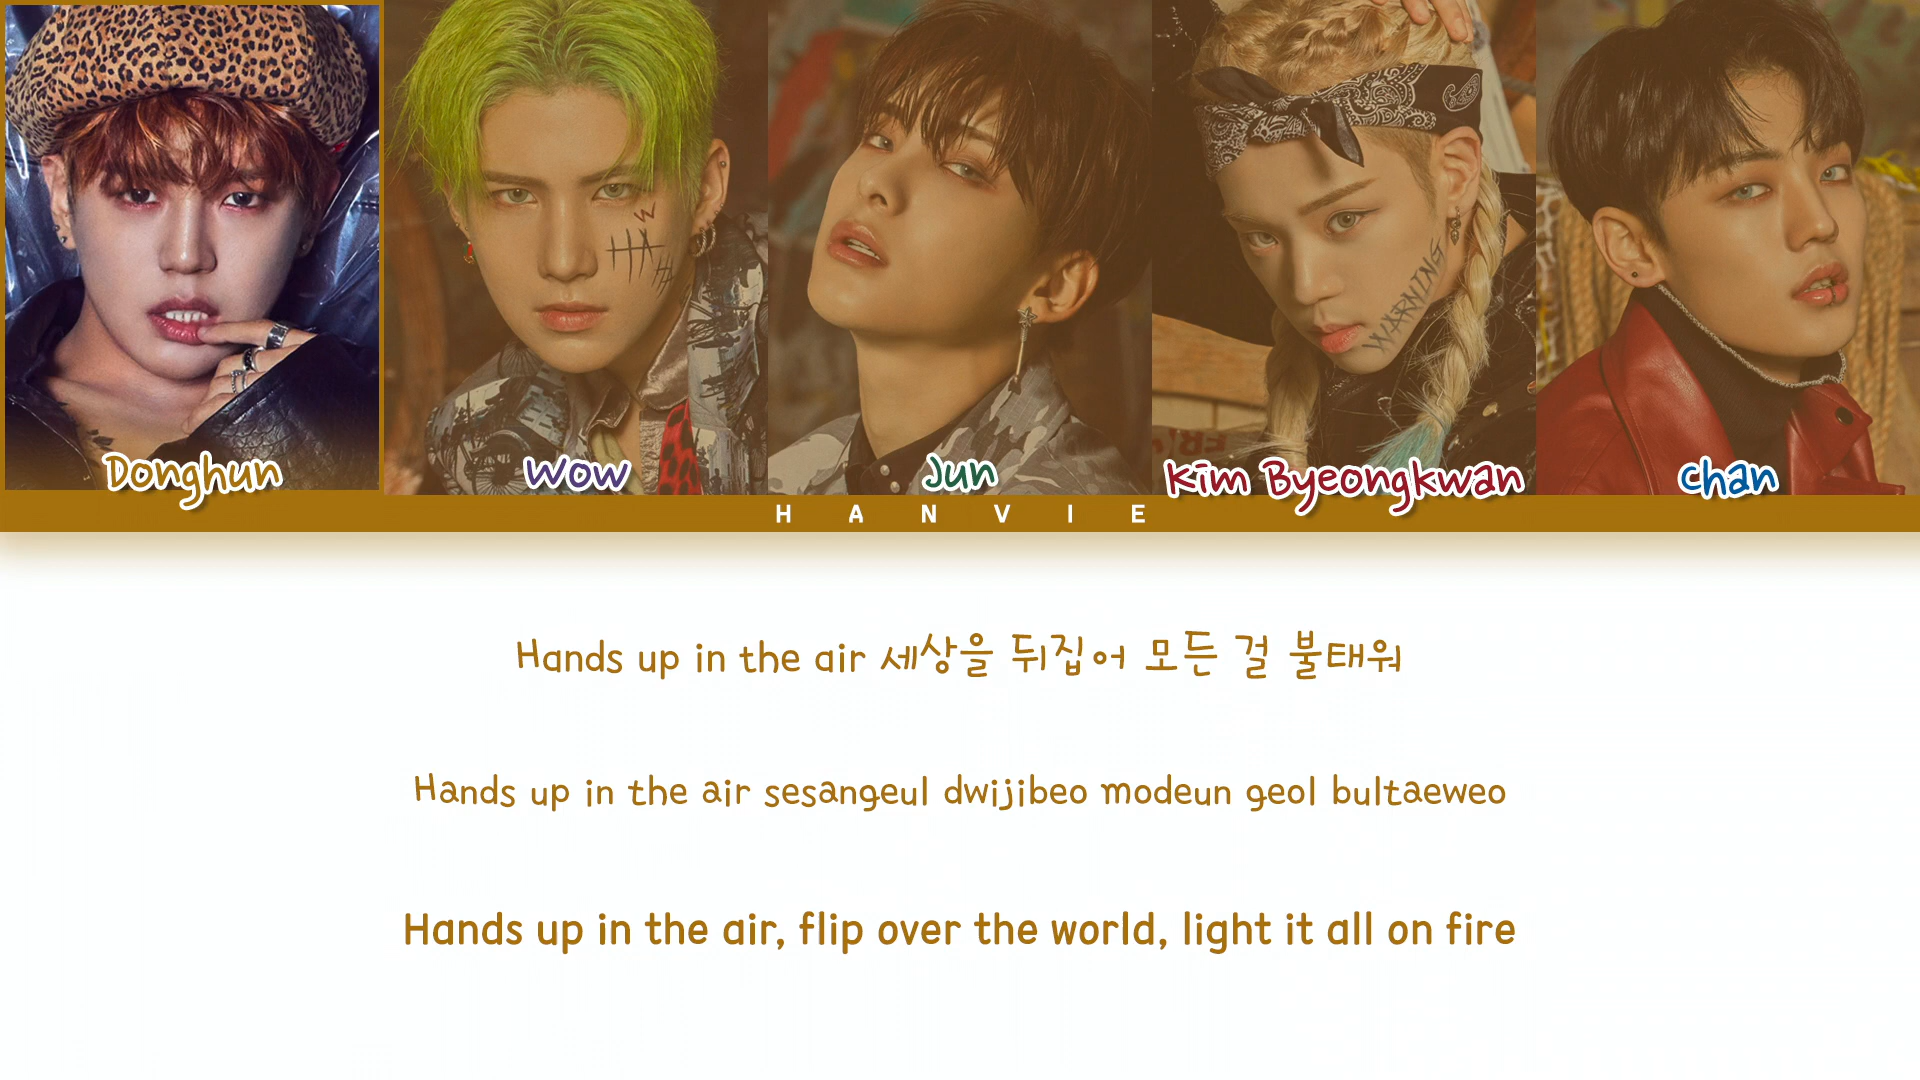 WARNING
Donghun
Wow
Jun
Kim Byeongkwan
Chan
HANVIE
Hands up in the air 세상을 뒤집어 모든 걸 불태워
Hands up in the air sesangeul dwijibeo modeun geol bultaeweo
Hands up in the air, flip over the world, light it all on fire